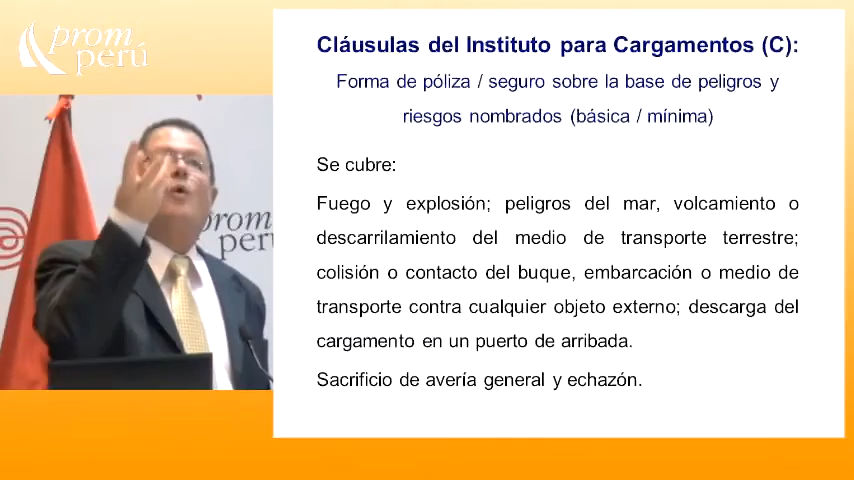 prom
perú
Cláusulas del Instituto para Cargamentos (C):
Forma de póliza / seguro sobre la base de peligros y
riesgos nombrados (básica / mínima)
Se cubre:
Fuego y explosión; peligros del mar, volcamiento o
descarrilamiento del medio de transporte terrestre;
colisión o contacto del buque, embarcación o medio de
transporte contra cualquier objeto externo; descarga del
cargamento en un puerto de arribada.
Sacrificio de avería general y echazón.
prom
perú